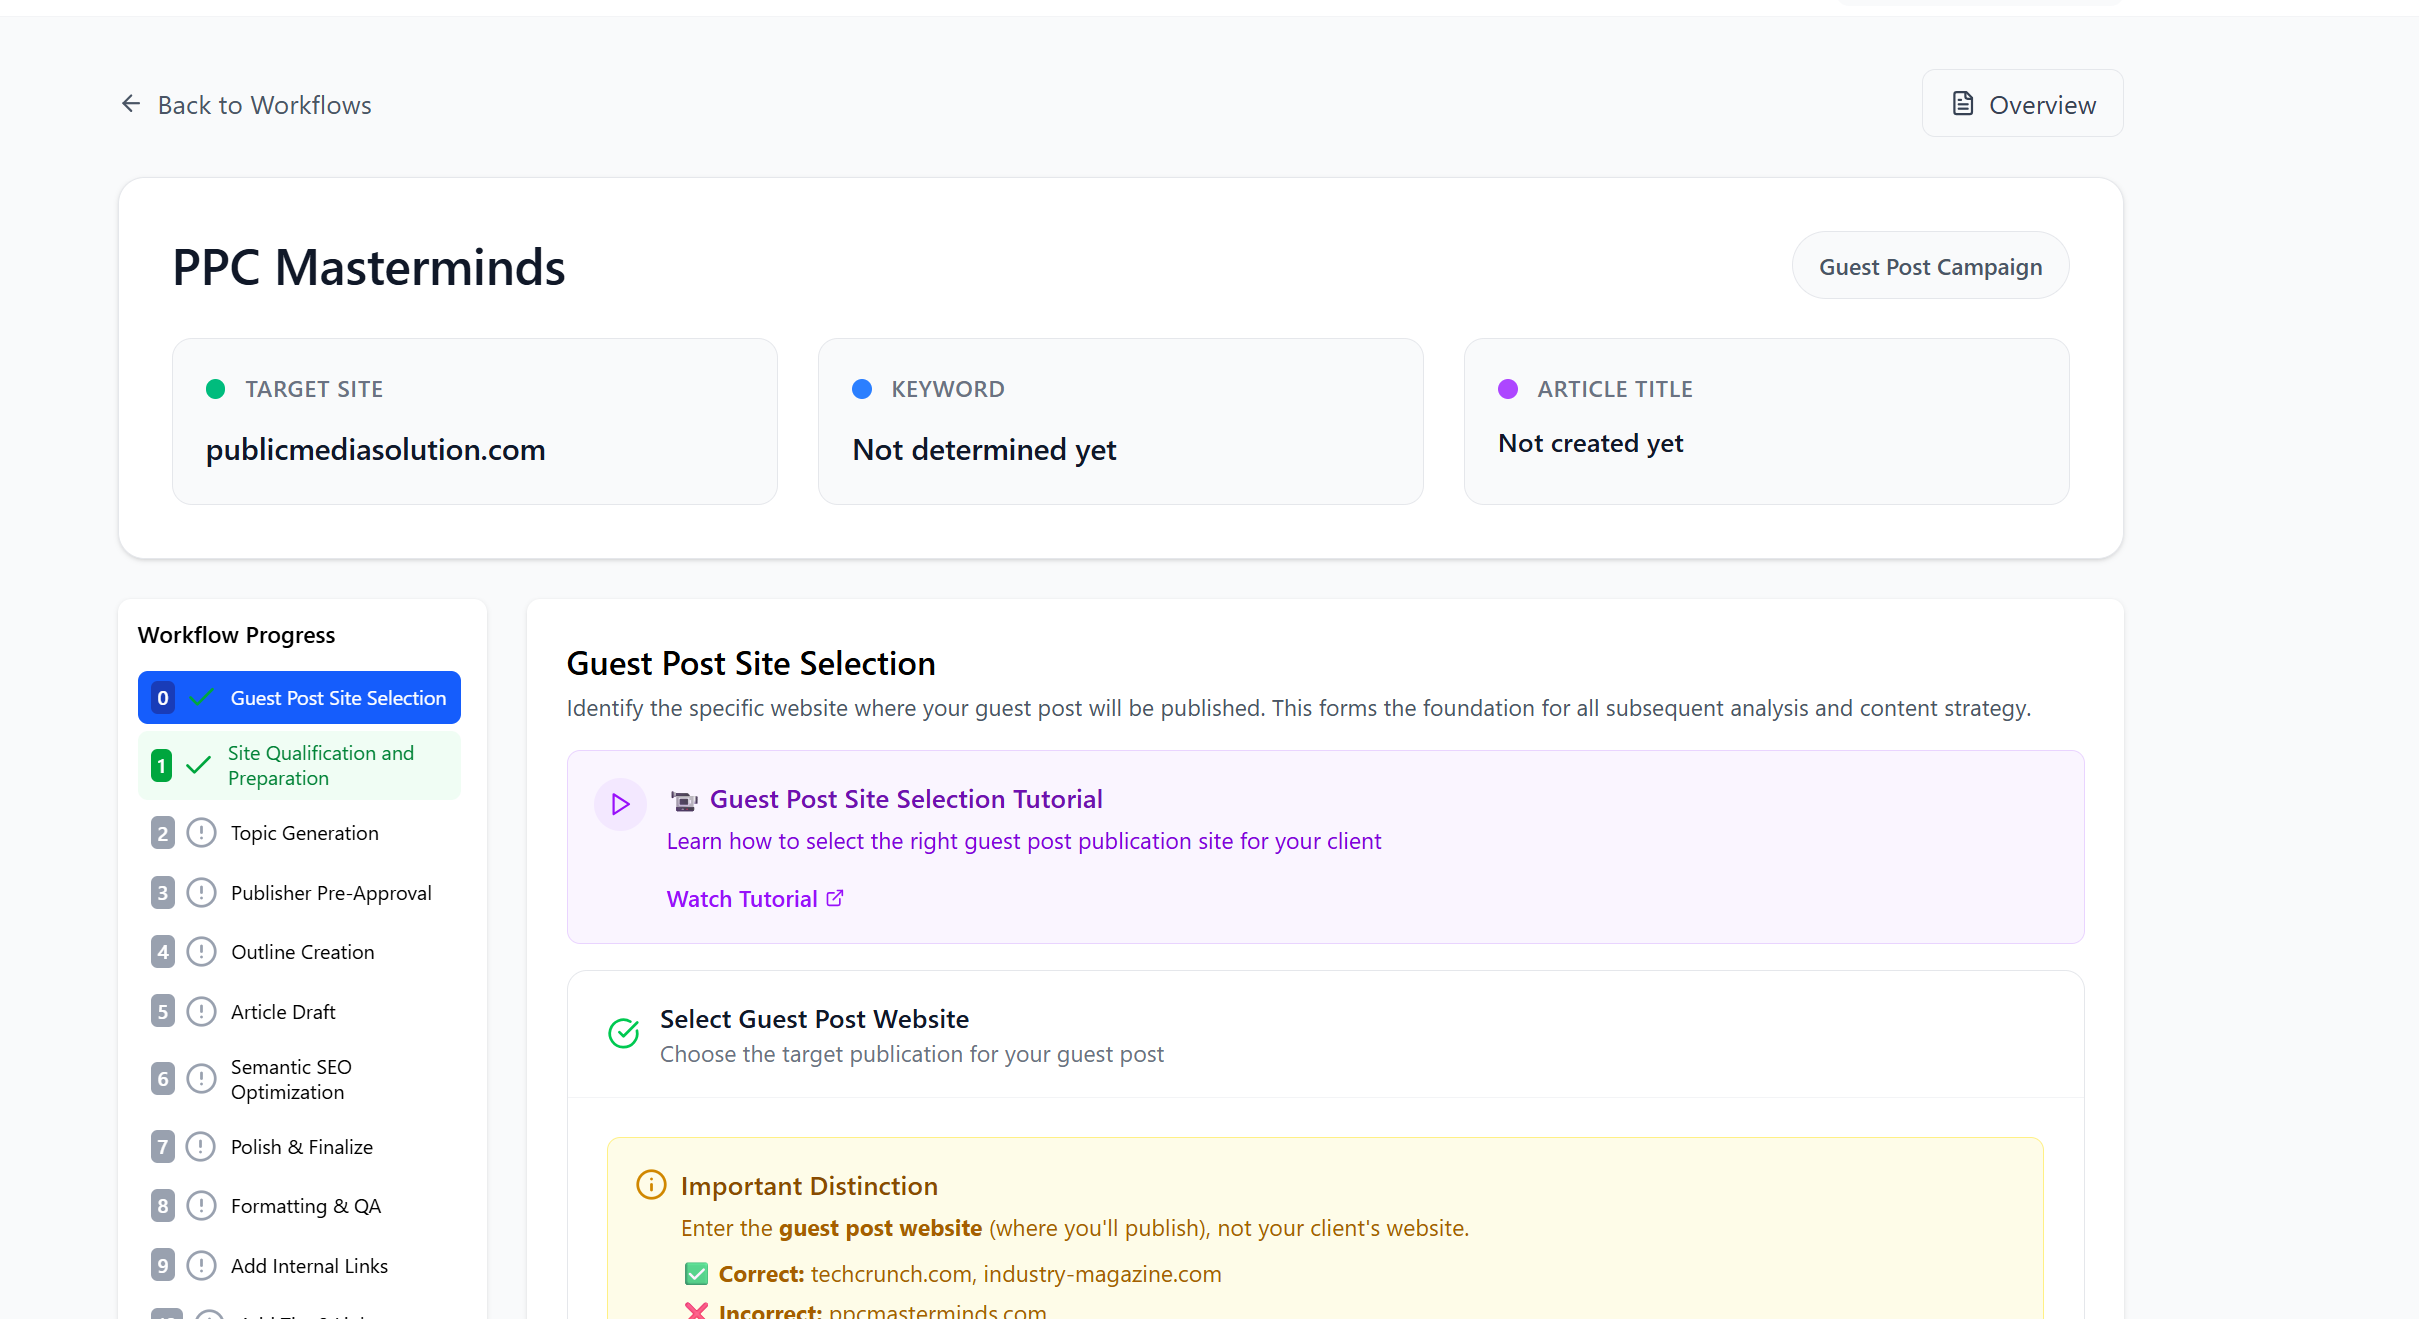 Back to Workflows
Overview
PPC Masterminds
Guest Post Campaign
TARGET SITE
publicmediasolution.com
KEYWORD
Not determined yet
ARTICLE TITLE
Not created yet
Workflow Progress
0 Guest Post Site Selection
1 Site Qualification and
Preparation
2 Topic Generation
3 Publisher Pre-Approval
4 Outline Creation
5 Article Draft
6 Semantic SEO
Optimization
7 Polish & Finalize
8 Formatting & QA
9 Add Internal Links
Guest Post Site Selection
Identify the specific website where your guest post will be published. This forms the foundation for all subsequent analysis and content strategy.
Guest Post Site Selection Tutorial
Learn how to select the right guest post publication site for your client
Watch Tutorial
Select Guest Post Website
Choose the target publication for your guest post
Important Distinction
Enter the guest post website (where you'll publish), not your client's website.
Correct: techcrunch.com, industry-magazine.com
Incorrect: ppcmasterminds.com